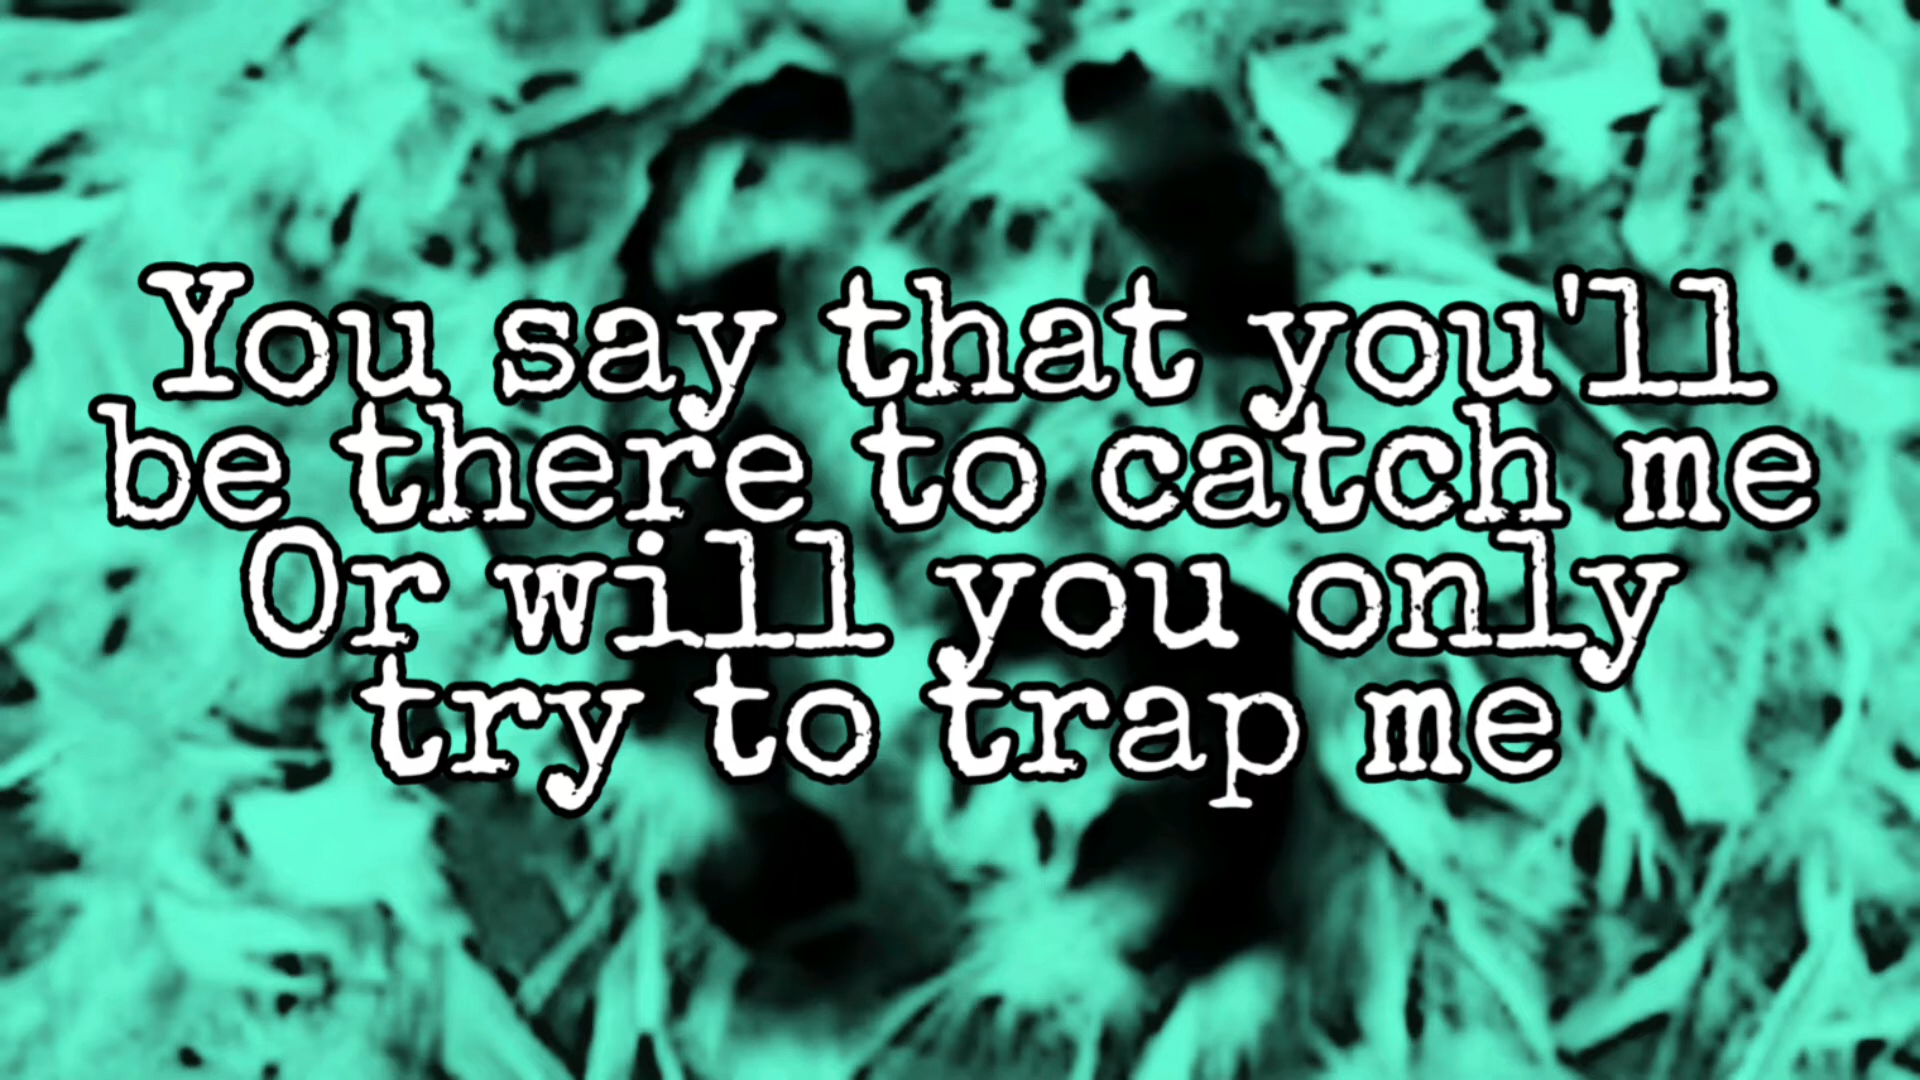 You say that you'll
be there to catch me
Or will you only
try to trap me